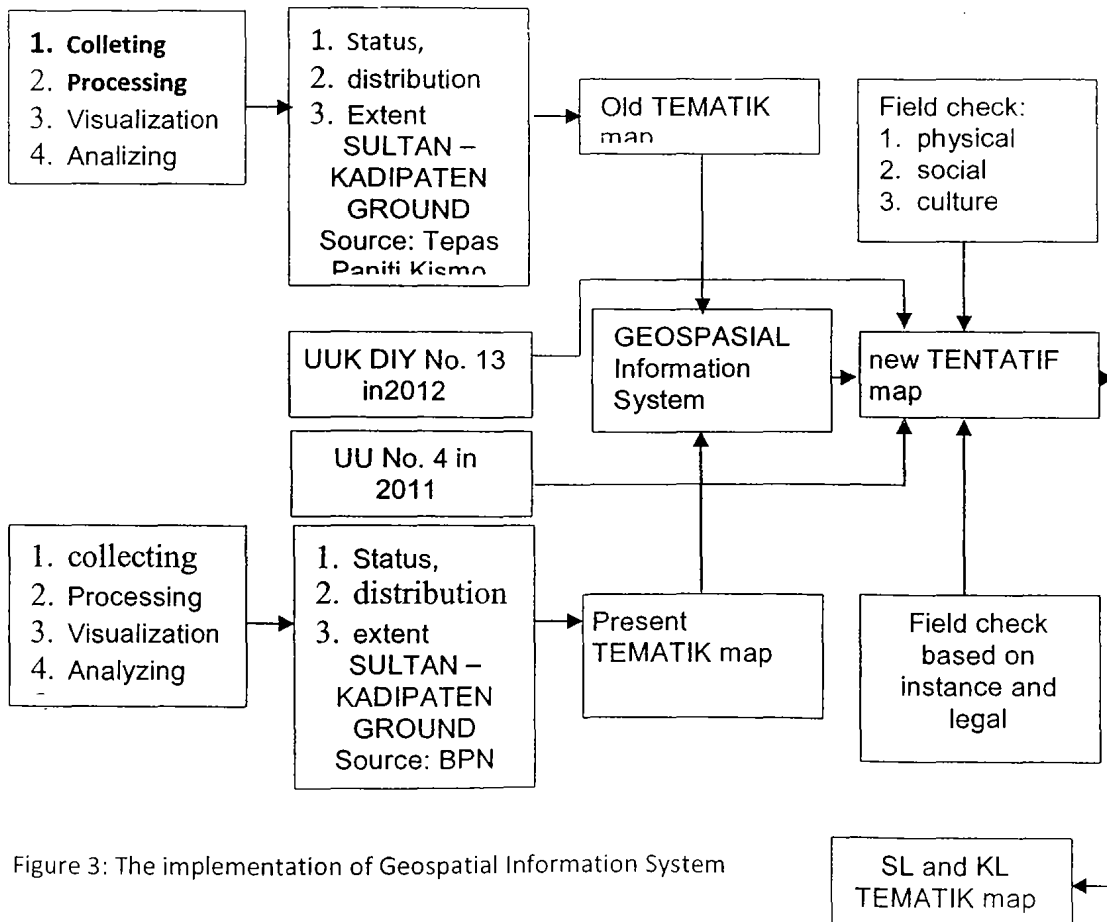 1. Colleting
2. Processing
3. Visualization
4. Analizing
1. Status,
2. distribution
3. Extent
SULTAN –
KADIPATEN
GROUND
Source: Tepas
Paniti Kismo
Old TEMATIK
map
Field check:
1. physical
2. social
3. culture
UUK DIY No. 13
in2012
GEOSPASIAL
Information
System
new TENTATIF
map
UU No. 4 in
2011
1. collecting
2. Processing
3. Visualization
4. Analyzing
1. Status,
2. distribution
3. extent
SULTAN –
KADIPATEN
GROUND
Source: BPN
Present
TEMATIK map
Field check
based on
instance and
legal
Figure 3: The implementation of Geospatial Information System
SL and KL
TEMATIK map